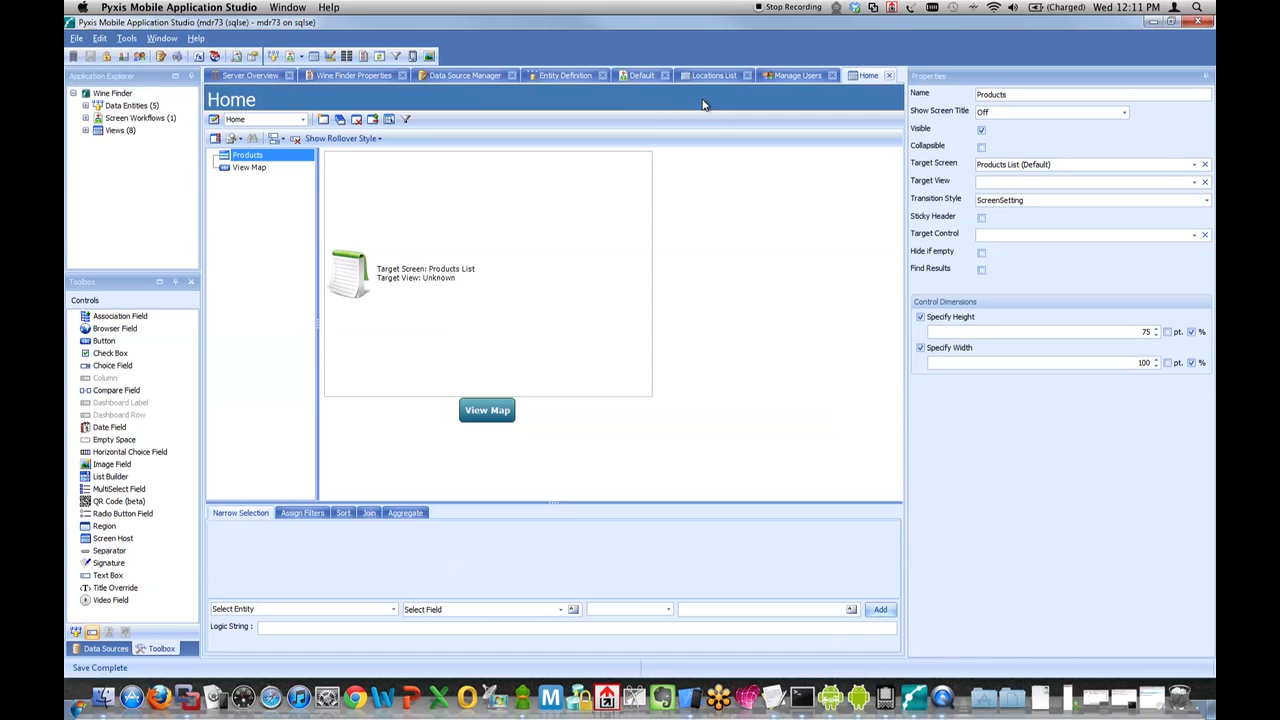 Pyxis Mobile Application Studio Window Help Stop Recording (Charged) Wed 12:11 PM
Pyxis Mobile Application Studio (mdr73 (sqlse) - mdr73 on sqlse)
File Edit Tools Window Help
Application Explorer
Wine Finder
Data Entities (5)
Screen Workflows (1)
Views (8)
Toolbox
Controls
Association Field
Browser Field
Button
Check Box
Choice Field
Column
Compare Field
Dashboard Label
Dashboard Row
Date Field
Empty Space
Horizontal Choice Field
Image Field
List Builder
MultiSelect Field
QR Code (beta)
Radio Button Field
Region
Screen Host
Separator
Signature
Text Box
Title Override
Video Field
Data Sources Toolbox
Save Complete
Server Overview Wine Finder Properties Data Source Manager Entity Definition Default Locations List Manage Users Home
Home
Home
Show Rollover Style
Products
View Map
Target Screen: Products List
Target View: Unknown
View Map
Narrow Selection Assign Filters Sort Join Aggregate
Select Entity Select Field Add
Logic String :
Properties
Name Products
Show Screen Title Off
Visible
Collapsible
Target Screen Products List (Default)
Target View
Transition Style ScreenSetting
Sticky Header
Target Control
Hide if empty
Find Results
Control Dimensions
Specify Height
75 pt. %
Specify Width
100 pt. %